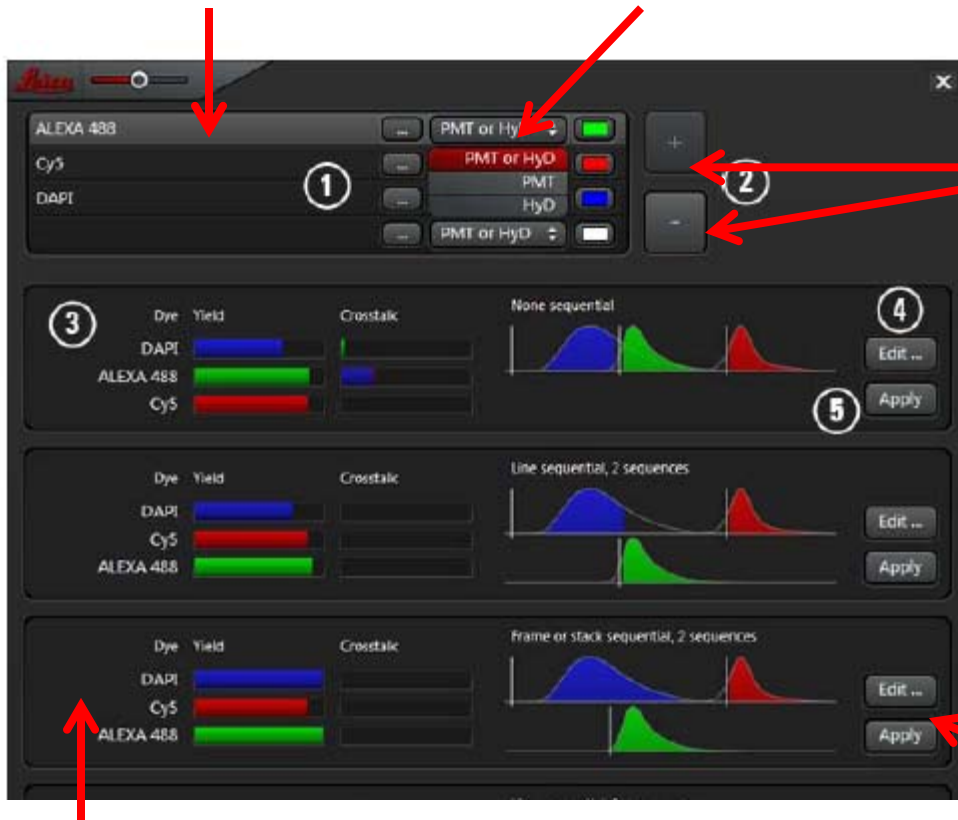 Leica
ALEXA 488 ... PMT or HyD
Cy5 ... PMT or HyD
PMT
DAPI ... HyD
... PMT or HyD
+
-
1
2
3
Dye Yield Crosstalk None sequential
4
DAPI
Edit ...
ALEXA 488
Cy5
5
Apply
Dye Yield Crosstalk Line sequential, 2 sequences
DAPI
Edit ...
Cy5
ALEXA 488
Apply
Dye Yield Crosstalk Frame or stack sequential, 2 sequences
DAPI
Edit ...
Cy5
ALEXA 488
Apply